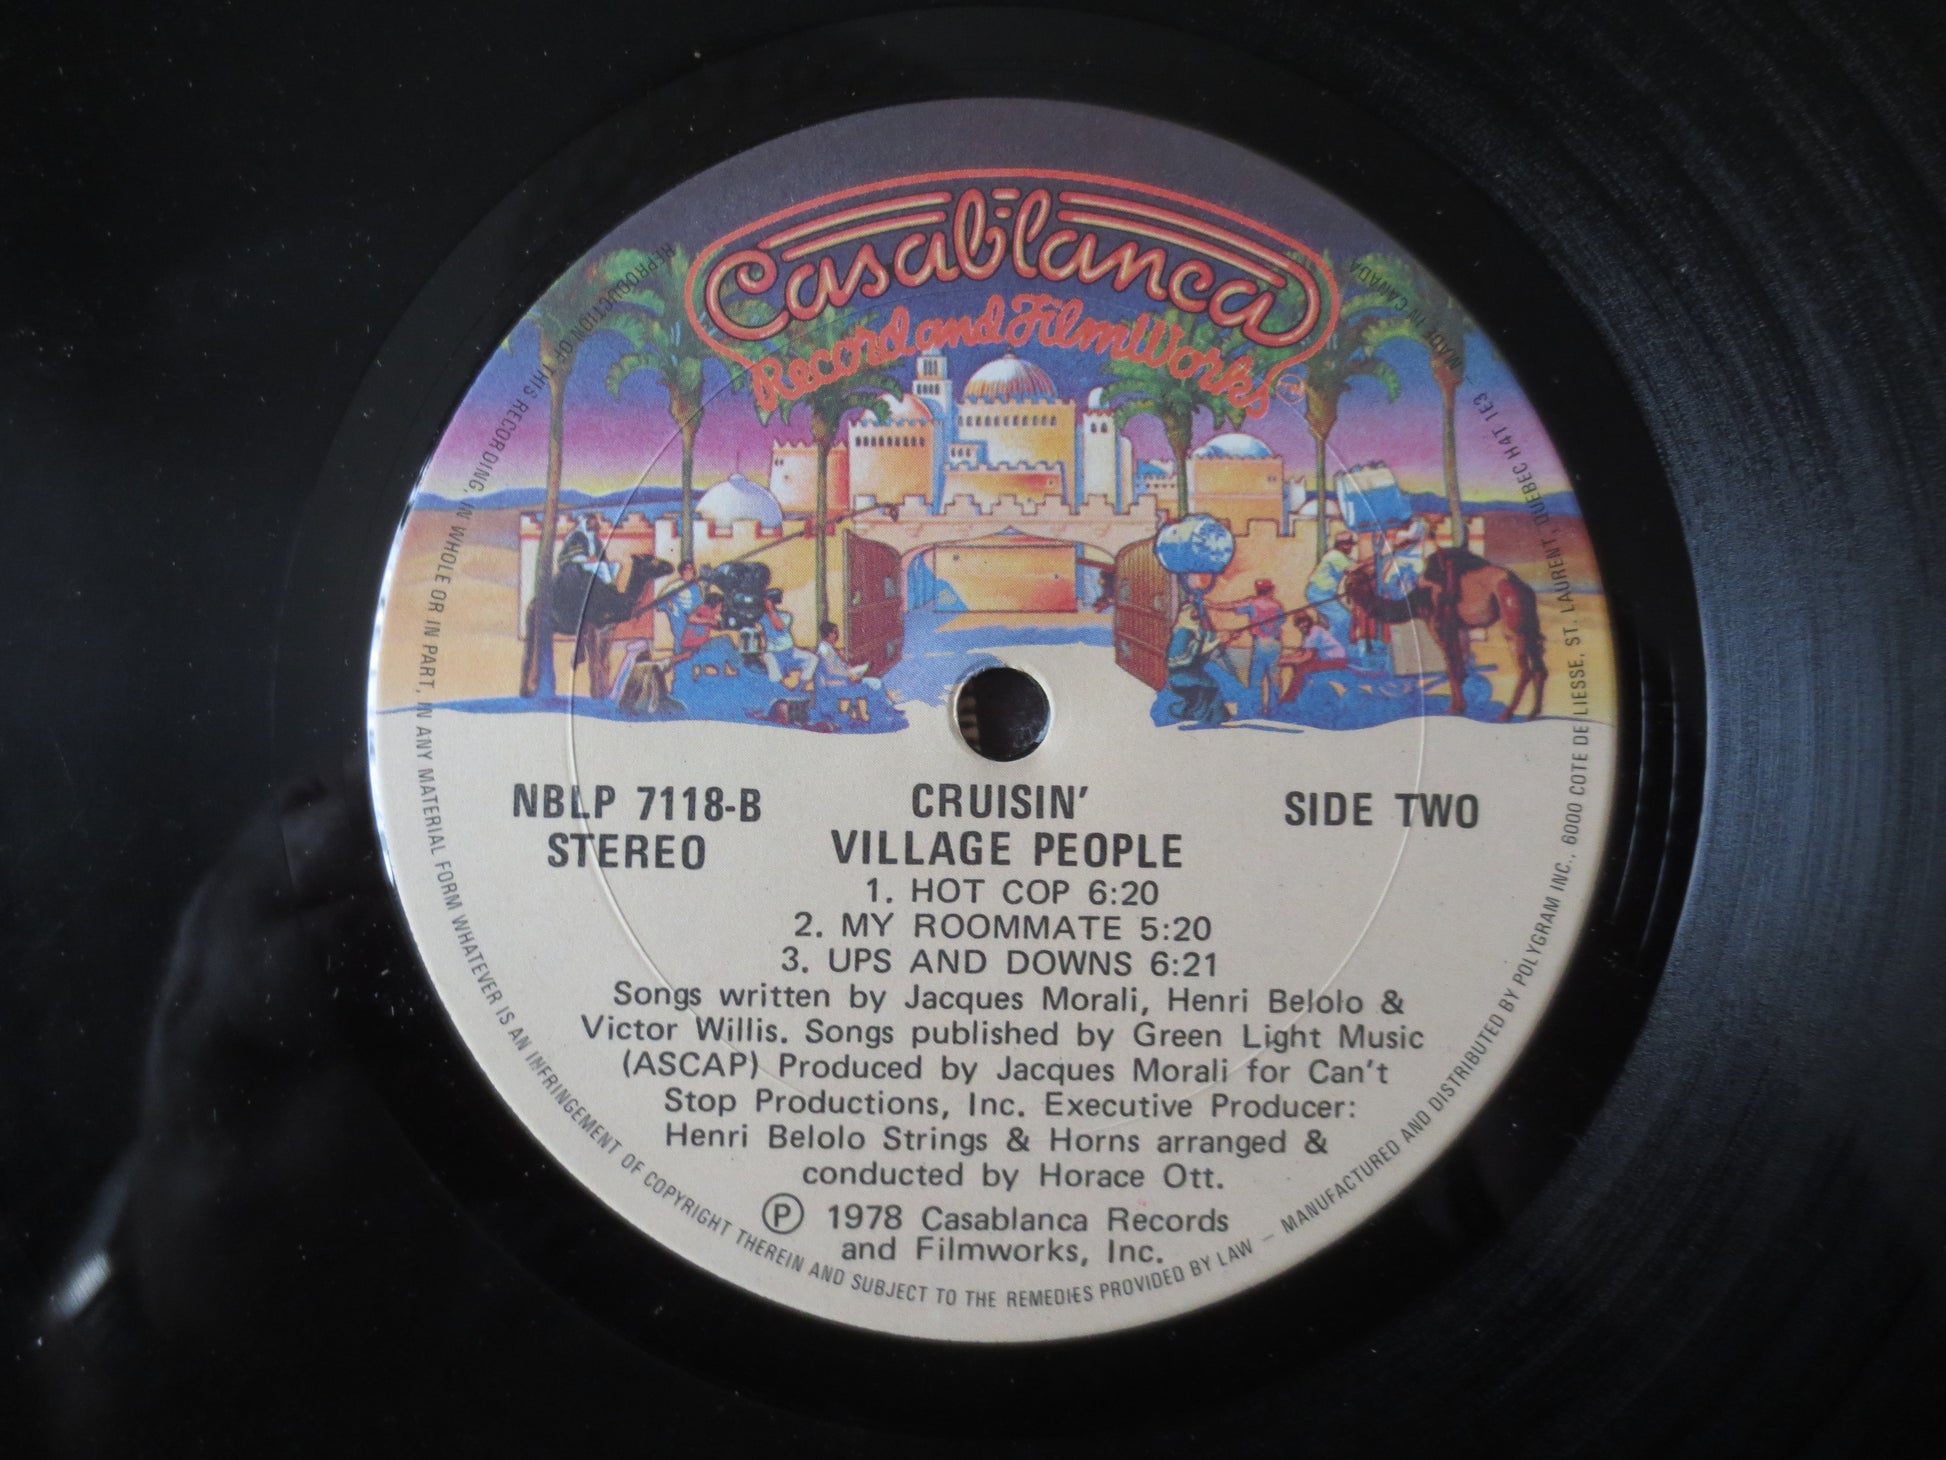 Casablanca
Record and FilmWorks ®
NBLP 7118-B
STEREO
CRUISIN'
VILLAGE PEOPLE
SIDE TWO
1. HOT COP 6:20
2. MY ROOMMATE 5:20
3. UPS AND DOWNS 6:21
Songs written by Jacques Morali, Henri Belolo &
Victor Willis. Songs published by Green Light Music
(ASCAP) Produced by Jacques Morali for Can't
Stop Productions, Inc. Executive Producer:
Henri Belolo Strings & Horns arranged &
conducted by Horace Ott.
℗ 1978 Casablanca Records
and Filmworks, Inc.
REPRODUCTION OF THIS RECORDING, IN WHOLE OR IN PART, IN ANY MATERIAL FORM WHATEVER IS AN INFRINGEMENT OF COPYRIGHT THEREIN AND SUBJECT TO THE REMEDIES PROVIDED BY LAW – MANUFACTURED AND DISTRIBUTED BY POLYGRAM INC., 6000 COTE DE LIESSE, ST. LAURENT, QUEBEC H4T 1E3 – MADE IN CANADA